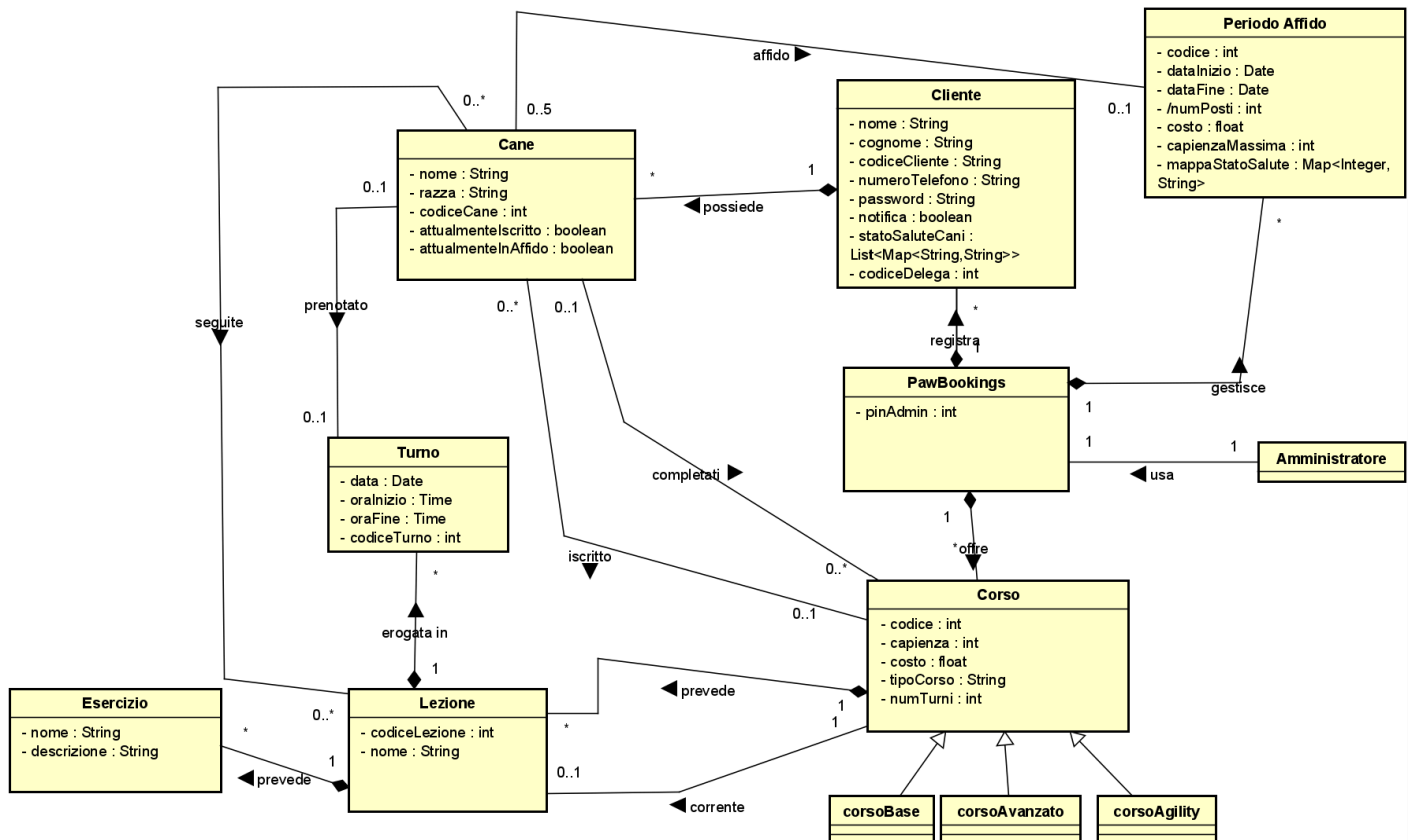 affido
0..1
0..5
0..*
Periodo Affido
- codice : int
- dataInizio : Date
- dataFine : Date
- /numPosti : int
- costo : float
- capienzaMassima : int
- mappaStatoSalute : Map<Integer,
String>
*
Cliente
- nome : String
- cognome : String
- codiceCliente : String
- numeroTelefono : String
- password : String
- notifica : boolean
- statoSaluteCani :
List<Map<String,String>>
- codiceDelega : int
Cane
- nome : String
- razza : String
- codiceCane : int
- attualmenteIscritto : boolean
- attualmenteInAffido : boolean
*
1
possiede
0..1
prenotato
0..1
seguite
0..*
0..1
*
registra
1
PawBookings
- pinAdmin : int
1
gestisce
1
1
usa
Amministratore
completati
0..*
iscritto
0..1
1
*
offre
Turno
- data : Date
- oraInizio : Time
- oraFine : Time
- codiceTurno : int
*
erogata in
1
Corso
- codice : int
- capienza : int
- costo : float
- tipoCorso : String
- numTurni : int
prevede
1
*
1
0..1
corrente
Esercizio
- nome : String
- descrizione : String
*
1
prevede
0..*
Lezione
- codiceLezione : int
- nome : String
corsoBase
corsoAvanzato
corsoAgility